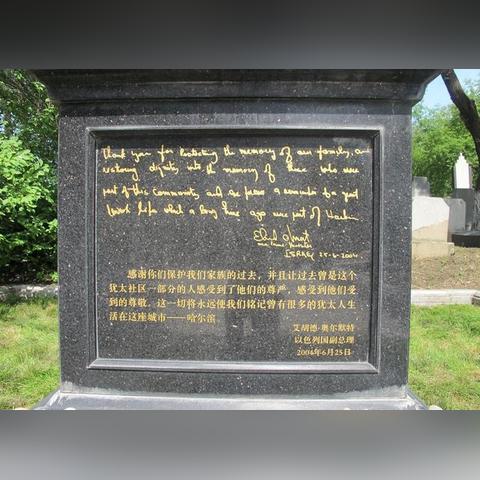 Thank you for protecting the memory of our family, and
restoring dignity into the memory of those who were
part of this Community and are as a reminder of a great
Jewish life what a long time ago were part of Harbin
Ehud Olmert
ISRAEL 25-6-2004
感谢你们保护我们家族的过去，并且让过去曾是这个
犹太社区一部分的人感受到了他们的尊严，感受到他们受
到的尊敬。这一切将永远使我们铭记曾有很多的犹太人生
活在这座城市——哈尔滨
艾胡德·奥尔默特
以色列国副总理
2004年6月25日